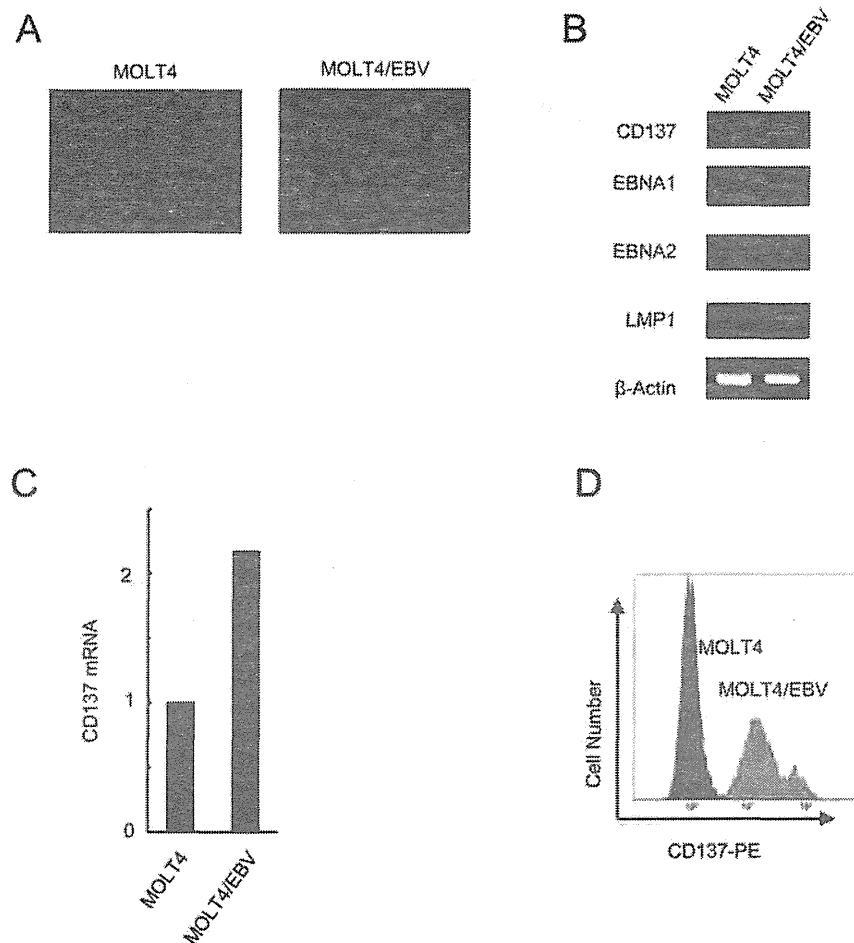 A
MOLT4
MOLT4/EBV
B
MOLT4
MOLT4/EBV
CD137
EBNA1
EBNA2
LMP1
β-Actin
C
CD137 mRNA
2
1
0
MOLT4
MOLT4/EBV
D
Cell Number
MOLT4
MOLT4/EBV
CD137-PE